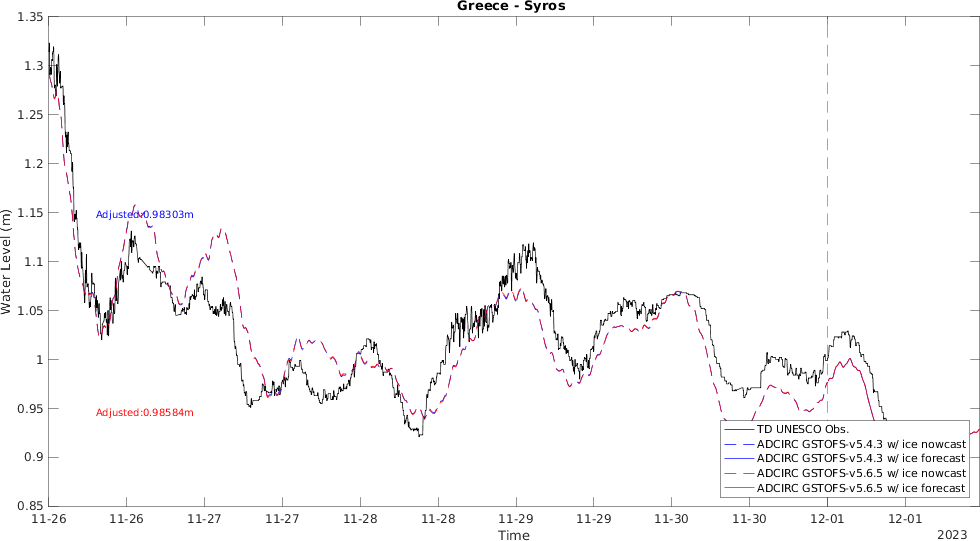 Greece - Syros
1.35
1.3
1.25
1.2
1.15
1.1
1.05
1
0.95
0.9
0.85
Water Level (m)
Adjusted:0.98303m
Adjusted:0.98584m
TD UNESCO Obs.
ADCIRC GSTOFS-v5.4.3 w/ ice nowcast
ADCIRC GSTOFS-v5.4.3 w/ ice forecast
ADCIRC GSTOFS-v5.6.5 w/ ice nowcast
ADCIRC GSTOFS-v5.6.5 w/ ice forecast
11-26 11-26 11-27 11-27 11-28 11-28 11-29 11-29 11-30 11-30 12-01 12-01
Time
2023